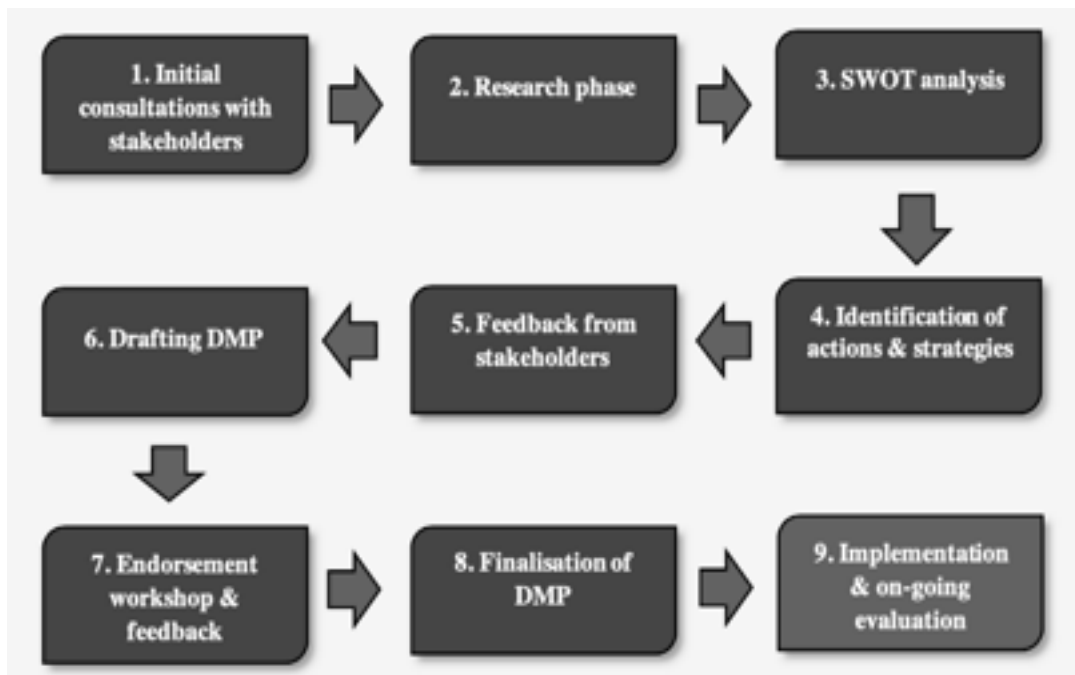 1. Initial
consultations with
stakeholders
2. Research phase
3. SWOT analysis
4. Identification of
actions & strategies
5. Feedback from
stakeholders
6. Drafting DMP
7. Endorsement
workshop &
feedback
8. Finalisation of
DMP
9. Implementation
& on-going
evaluation